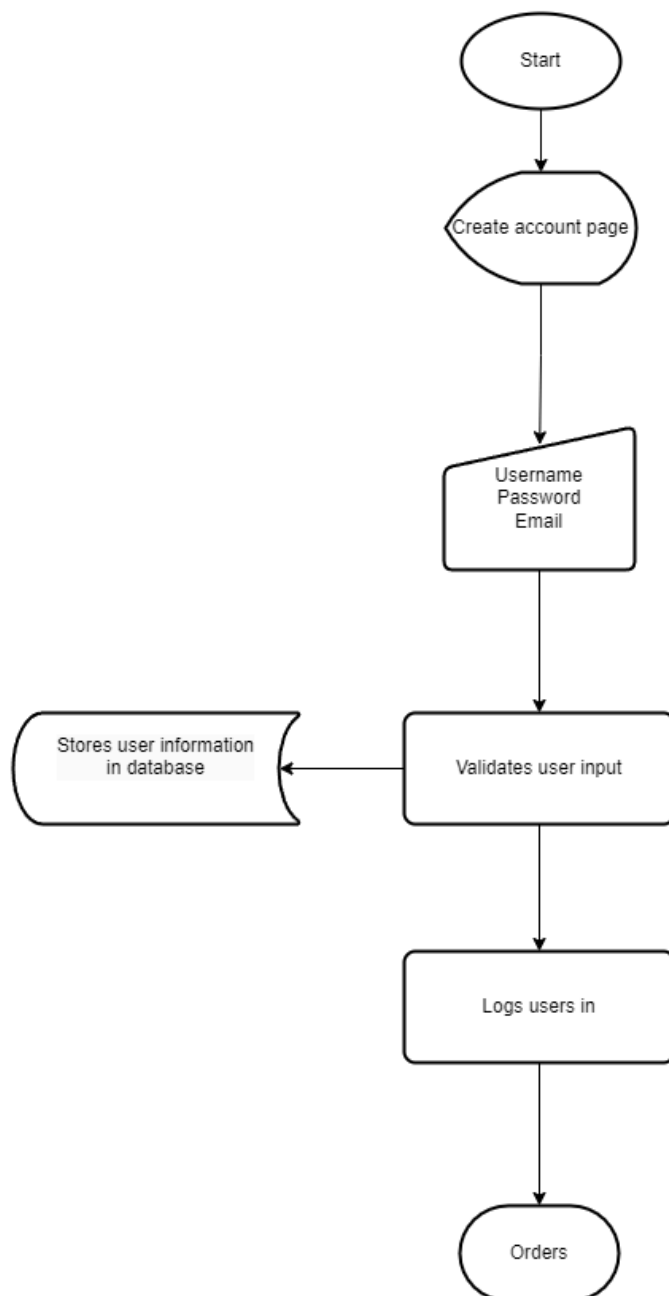 Start
Create account page
Username
Password
Email
Stores user information
in database
Validates user input
Logs users in
Orders